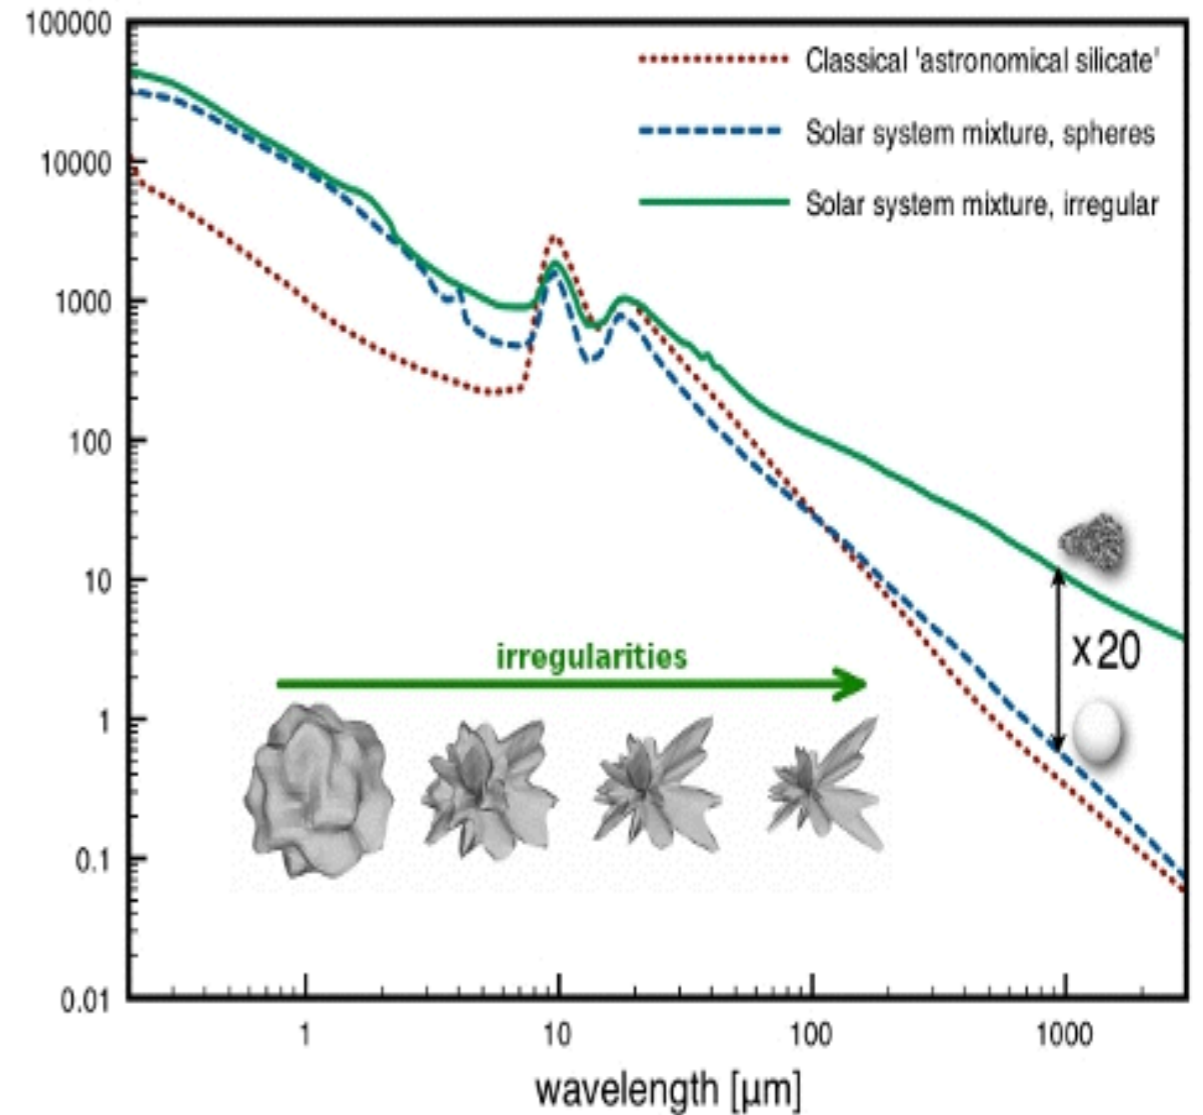 100000
10000
1000
100
10
1
0.1
0.01
Classical 'astronomical silicate'
Solar system mixture, spheres
Solar system mixture, irregular
x20
irregularities
1 10 100 1000
wavelength [μm]